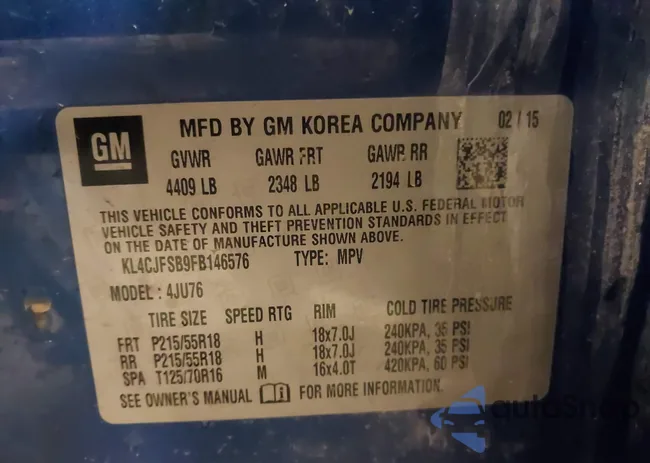 GM MFD BY GM KOREA COMPANY 02 / 15
GVWR GAWR FRT GAWR RR
4409 LB 2348 LB 2194 LB
THIS VEHICLE CONFORMS TO ALL APPLICABLE U.S. FEDERAL MOTOR
VEHICLE SAFETY AND THEFT PREVENTION STANDARDS IN EFFECT
ON THE DATE OF MANUFACTURE SHOWN ABOVE.
KL4CJFSB9FB146576 TYPE: MPV
MODEL : 4JU76
TIRE SIZE SPEED RTG RIM COLD TIRE PRESSURE
FRT P215/55R18 H 18x7.0J 240KPA, 35 PSI
RR P215/55R18 H 18x7.0J 240KPA, 35 PSI
SPA T125/70R16 M 16x4.0T 420KPA, 60 PSI
SEE OWNER'S MANUAL FOR MORE INFORMATION.